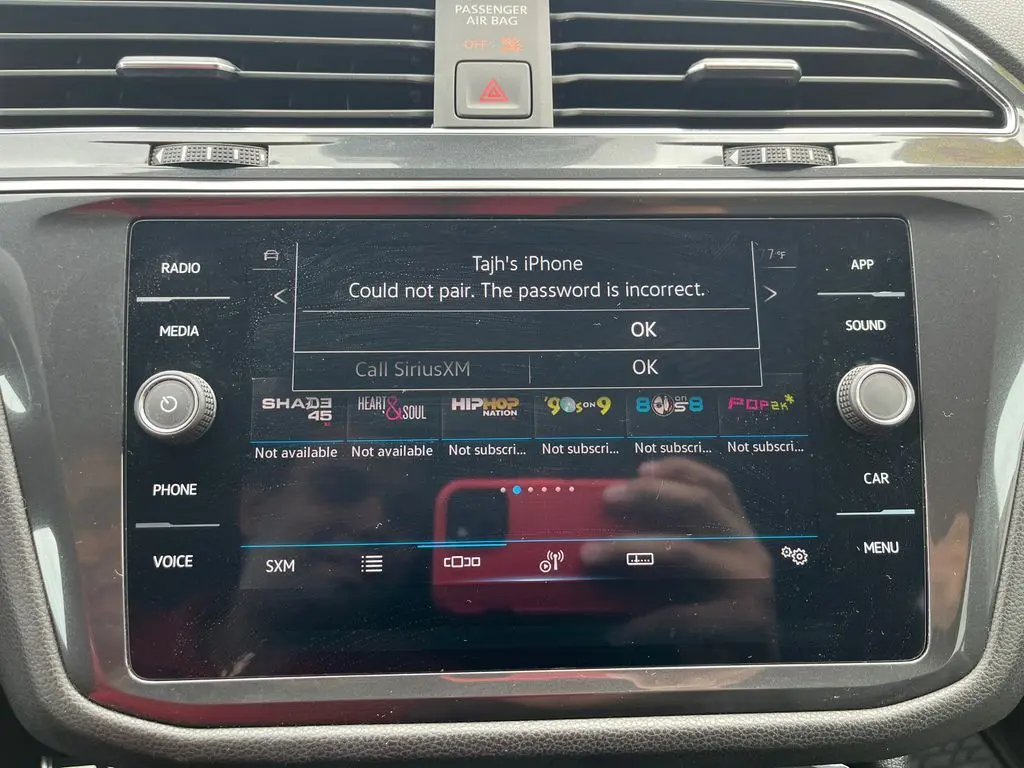 PASSENGER
AIR BAG
OFF
RADIO
MEDIA
PHONE
VOICE
Tajh's iPhone
Could not pair. The password is incorrect.
OK
Call SiriusXM OK
7°F
SHADE 45 HEART & SOUL HIPHOP NATION '90s ON 9 80s ON 8 POP2K
Not available Not available Not subscri... Not subscri... Not subscri... Not subscri...
SXM
APP
SOUND
CAR
MENU